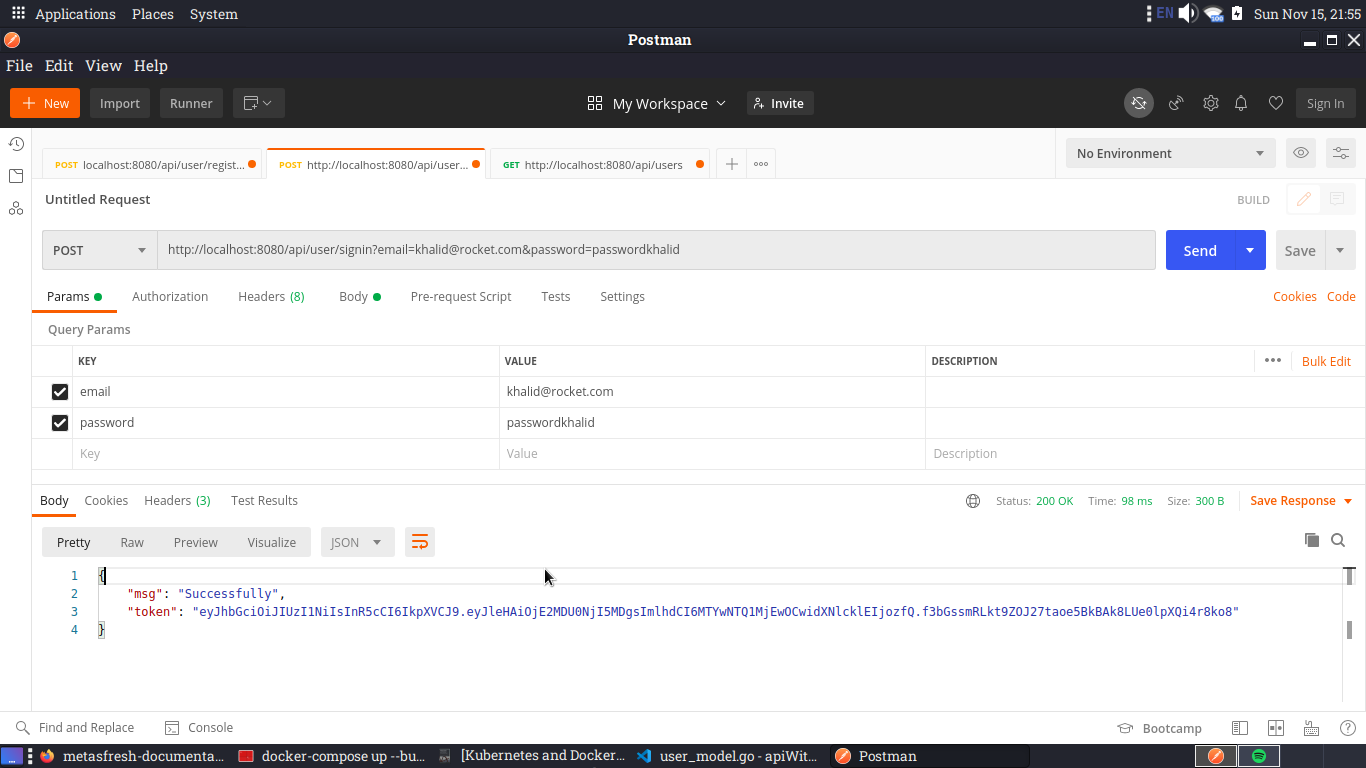 Applications Places System EN Sun Nov 15, 21:55
Postman
File Edit View Help
New Import Runner My Workspace Invite Sign In
POST localhost:8080/api/user/regist... POST http://localhost:8080/api/user... GET http://localhost:8080/api/users No Environment
Untitled Request BUILD
POST http://localhost:8080/api/user/signin?email=khalid@rocket.com&password=passwordkhalid Send Save
Params Authorization Headers (8) Body Pre-request Script Tests Settings Cookies Code
Query Params
KEY VALUE DESCRIPTION Bulk Edit
email khalid@rocket.com
password passwordkhalid
Key Value Description
Body Cookies Headers (3) Test Results Status: 200 OK Time: 98 ms Size: 300 B Save Response
Pretty Raw Preview Visualize JSON
1 {
2 "msg": "Successfully",
3 "token": "eyJhbGciOiJIUzI1NiIsInR5cCI6IkpXVCJ9.eyJleHAiOjE2MDU0NjI5MDgsImlhdCI6MTYwNTQ1MjEwOCwidXNlcklEIjozfQ.f3bGssmRLkt9ZOJ27taoe5BkBAk8LUe0lpXQi4r8ko8"
4 }
Find and Replace Console Bootcamp
metasfresh-documenta... docker-compose up --bu... [Kubernetes and Docker... user_model.go - apiWit... Postman